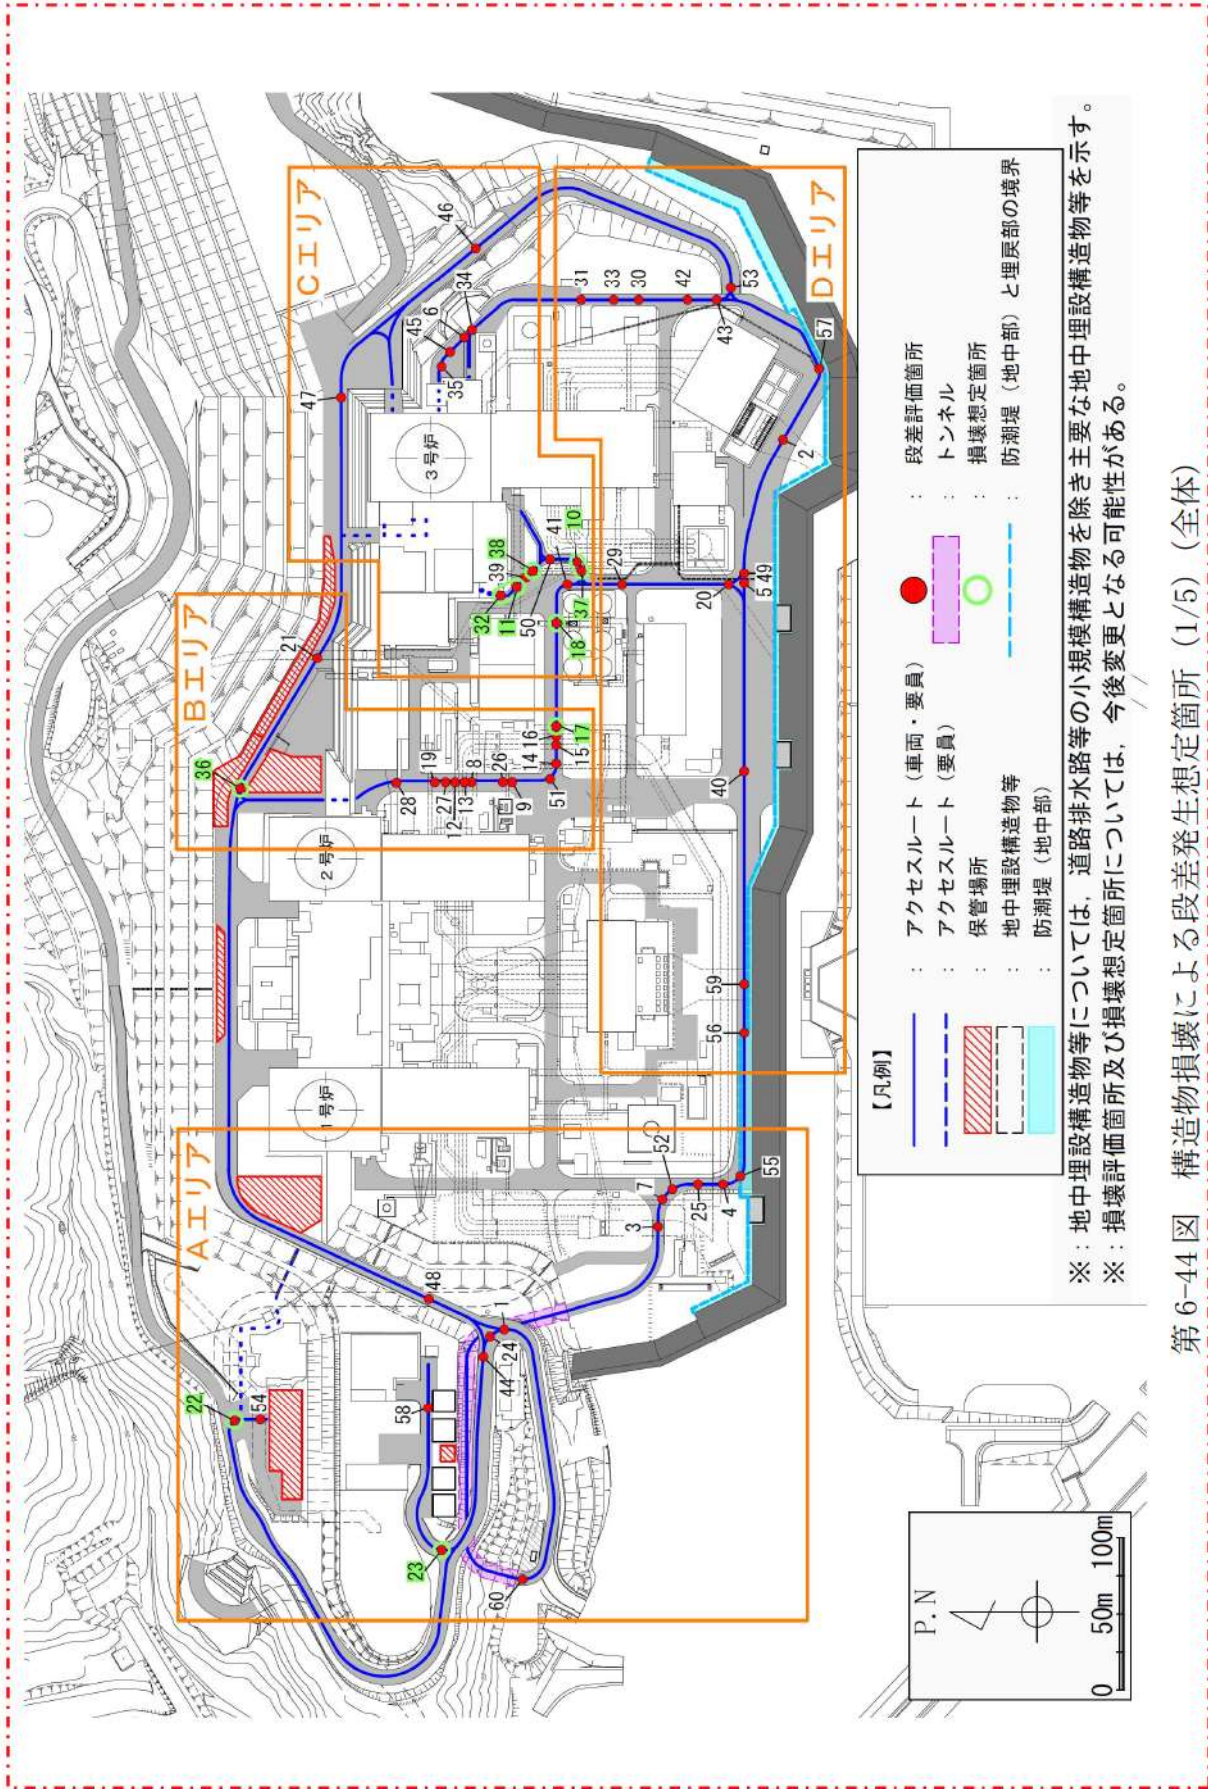 Aエリア
Bエリア
Cエリア
Dエリア
22
54
58
23
60
44
24
1
48
3
7
52
25
4
55
1号炉
2号炉
3号炉
36
21
47
46
28
19
27
12
13
8
26
9
51
14
15
16
17
18
32
11
39
38
50
41
10
37
29
20
5
49
40
59
56
35
45
6
34
31
33
30
42
43
53
57
2
P.N
0 50m 100m
【凡例】
: アクセスルート（車両・要員）
: アクセスルート（要員）
: 保管場所
: 地中埋設構造物等
: 防潮堤（地中部）
: 段差評価箇所
: トンネル
: 損壊想定箇所
: 防潮堤（地中部）と埋戻部の境界
※：地中埋設構造物等については，道路排水路等の小規模構造物を除き主要な地中埋設構造物等を示す。
※：損壊評価箇所及び損壊想定箇所については，今後変更となる可能性がある。
第6-44図 構造物損壊による段差発生想定箇所（1/5）（全体）